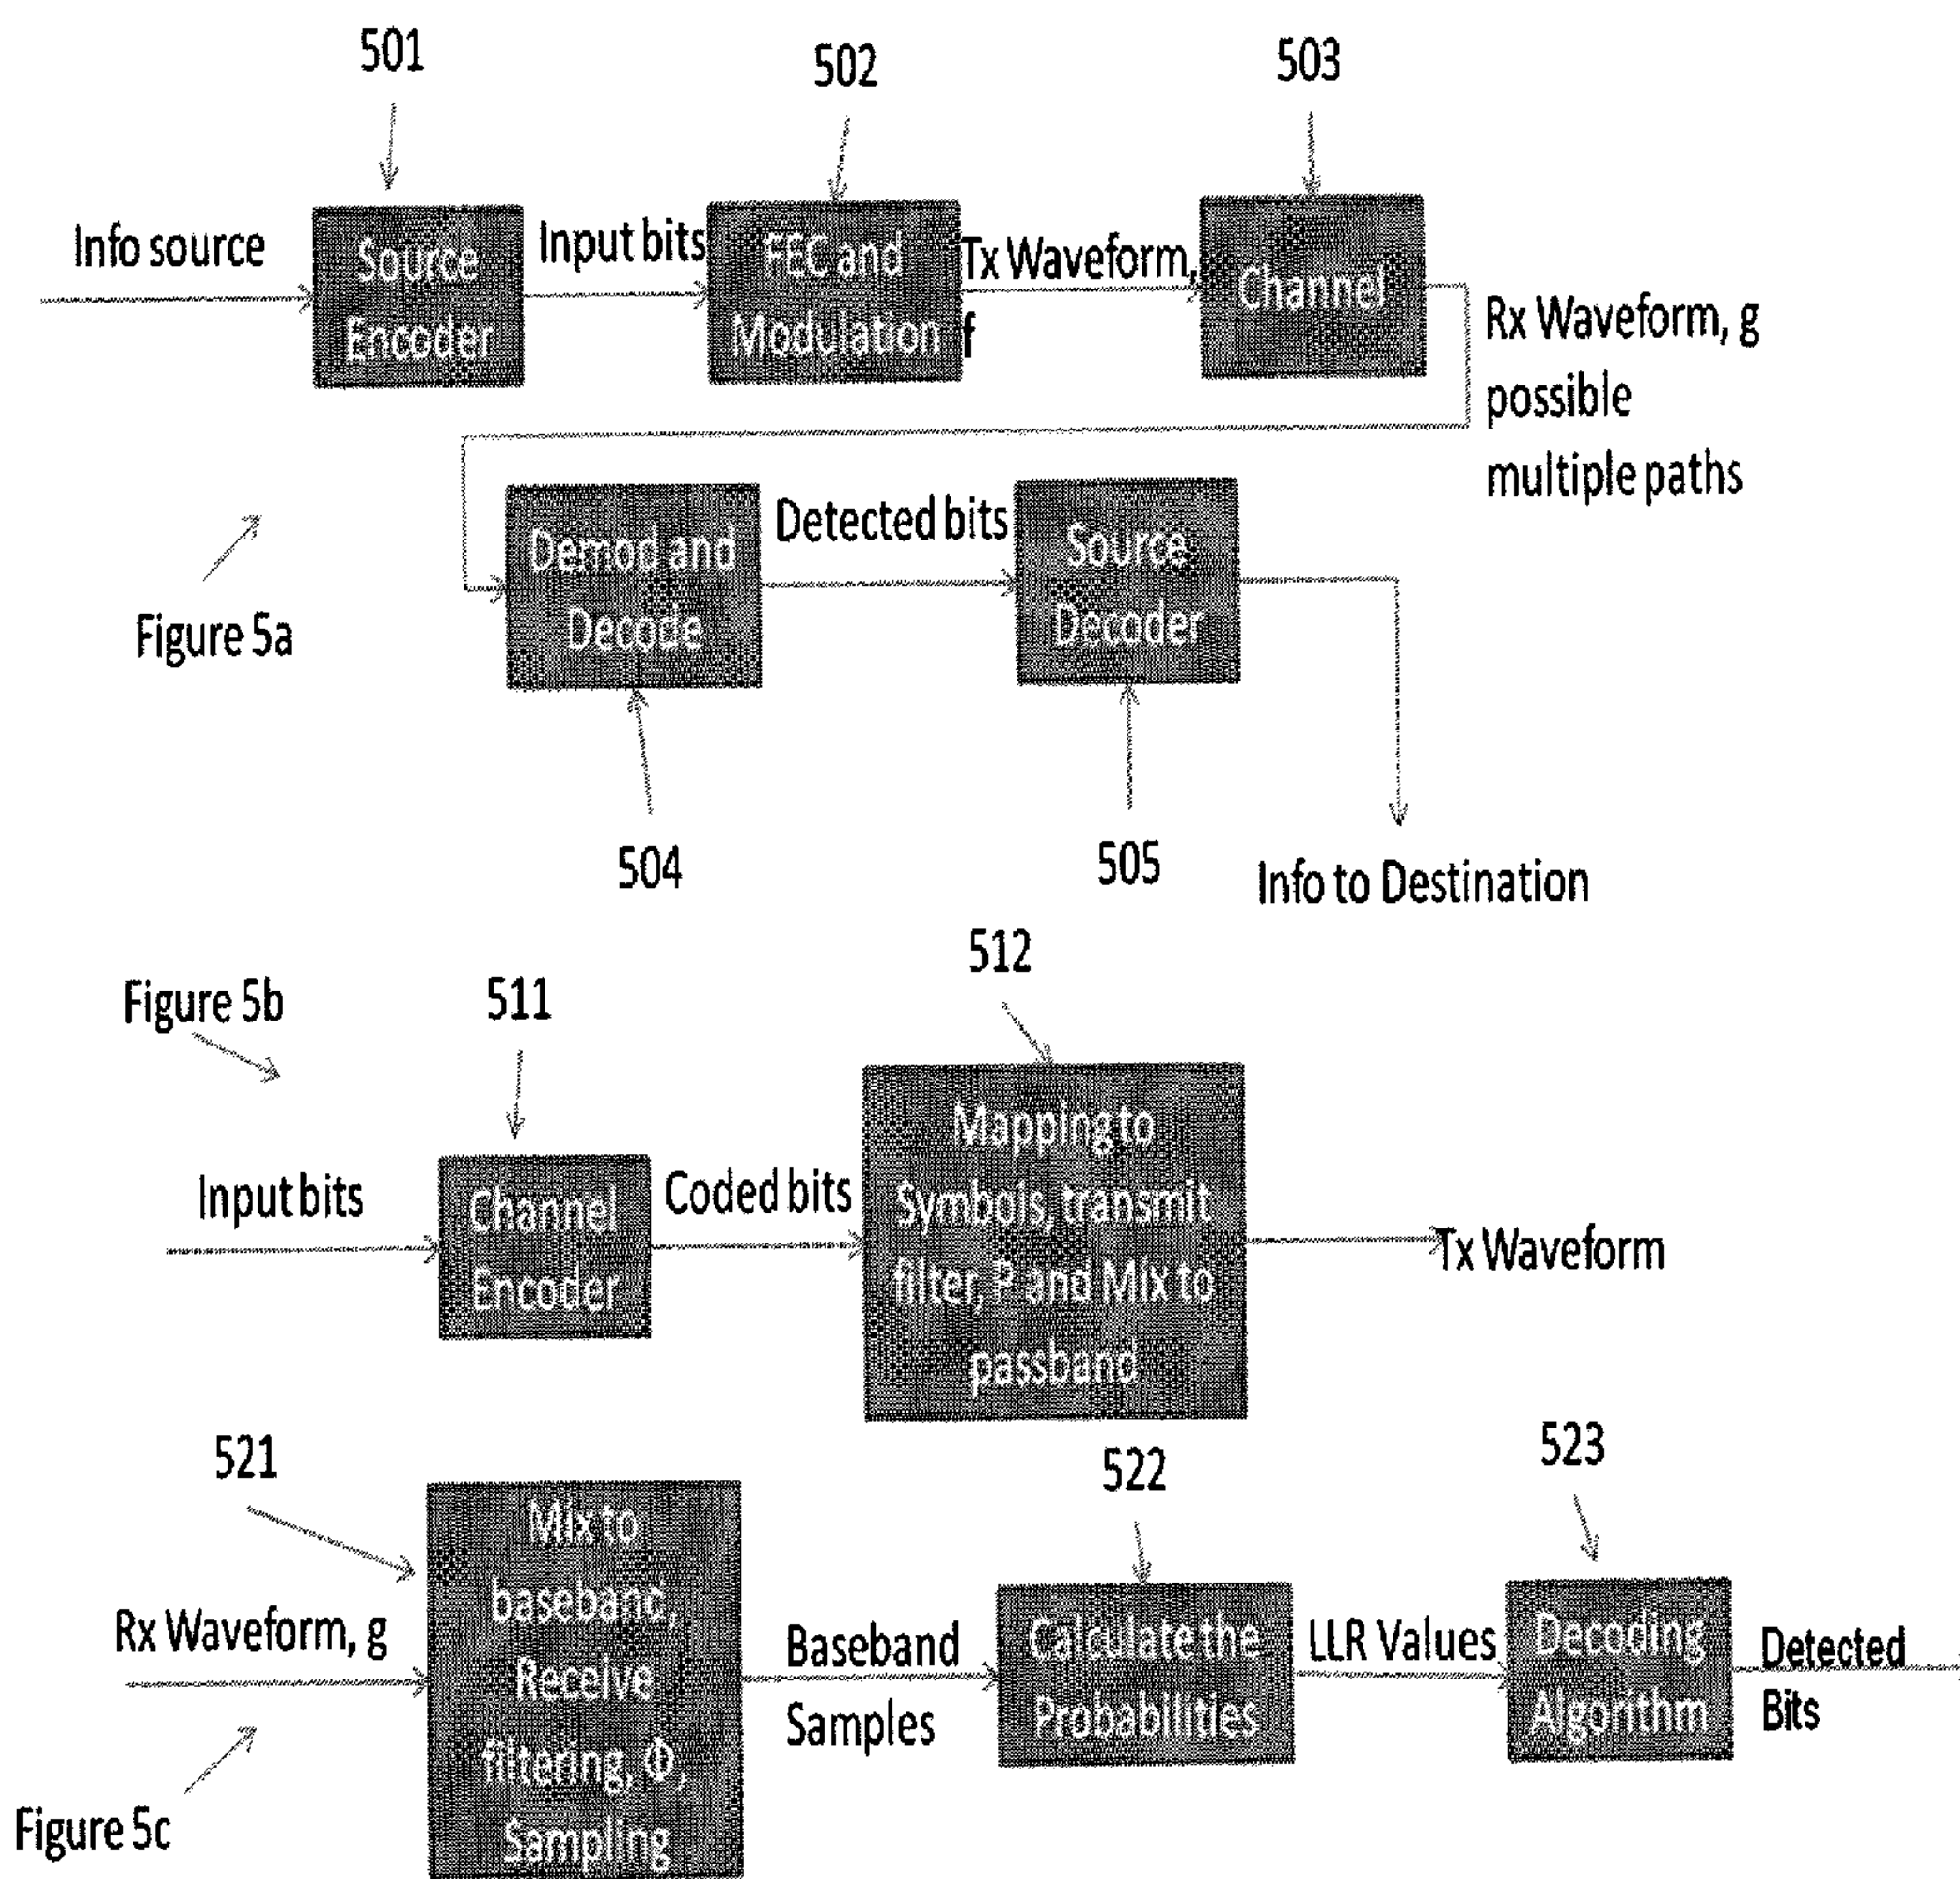 501
502
503
Info source
Source
Encoder
Input bits
FEC and
Modulation
Tx Waveform,
f
Channel
Rx Waveform, g
possible
multiple paths
Demod and
Decode
Detected bits
Source
Decoder
Figure 5a
504
505
Info to Destination
Figure 5b
511
512
Input bits
Channel
Encoder
Coded bits
Mapping to
Symbols, transmit
filter, P and Mix to
passband
Tx Waveform
521
522
523
Rx Waveform, g
Mix to
baseband,
Receive
filtering, Φ,
Sampling
Baseband
Samples
Calculate the
Probabilities
LLR Values
Decoding
Algorithm
Detected
Bits
Figure 5c